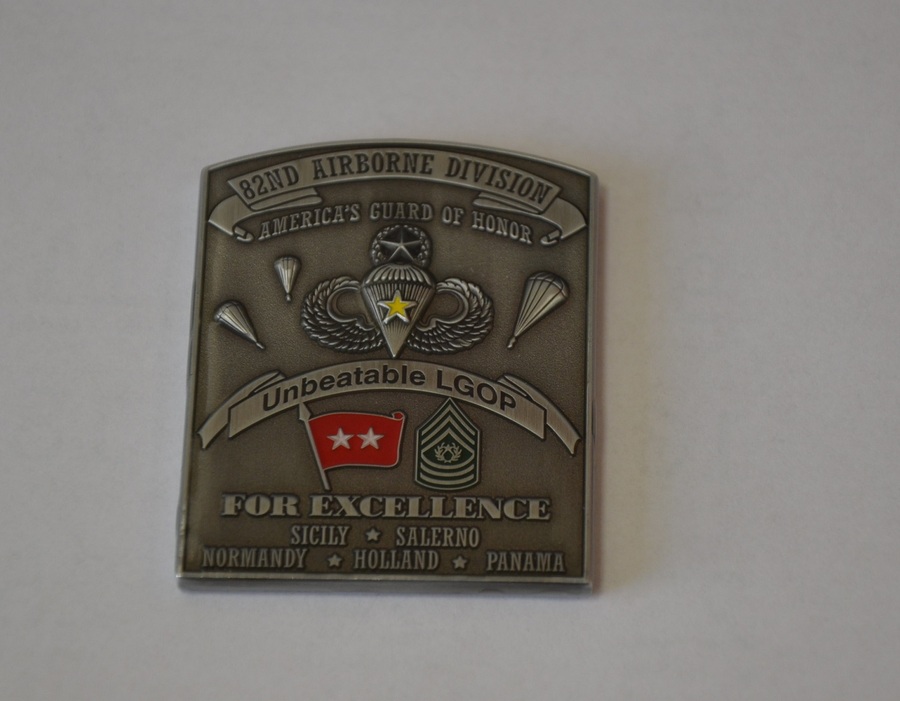 82ND AIRBORNE DIVISION
AMERICA'S GUARD OF HONOR
Unbeatable LGOP
FOR EXCELLENCE
SICILY ★ SALERNO
NORMANDY ★ HOLLAND ★ PANAMA